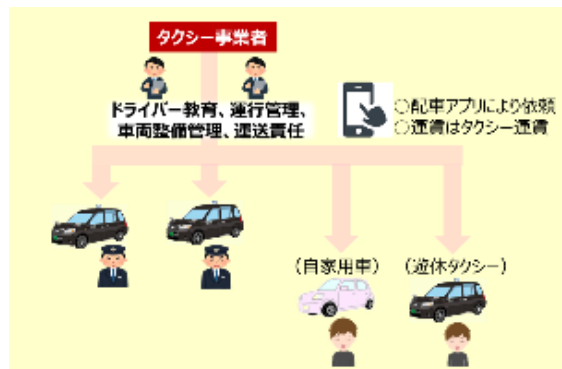 タクシー事業者
ドライバー教育、運行管理、
車両整備管理、運送責任
○配車アプリにより依頼
○運賃はタクシー運賃
(自家用車)
(遊休タクシー)